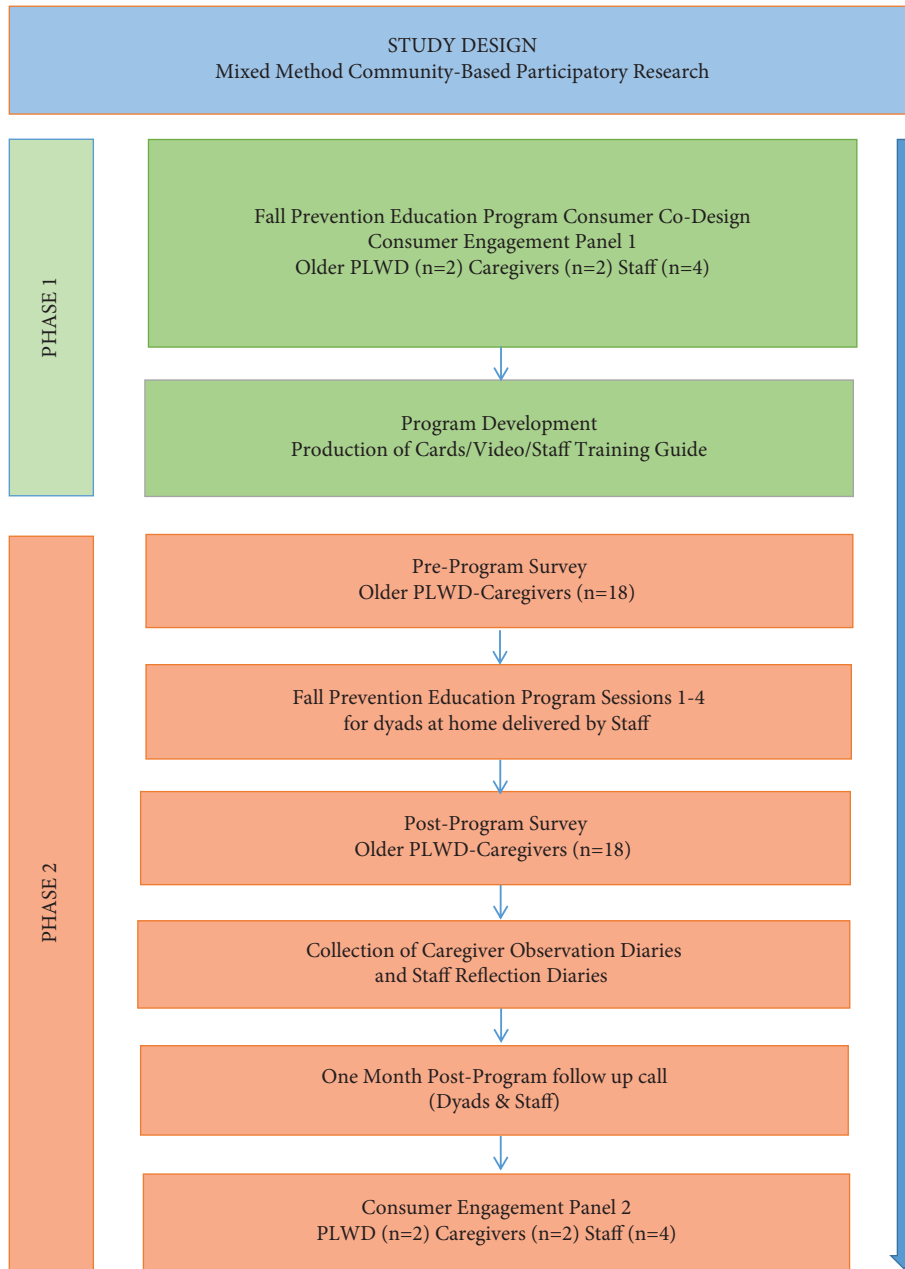 STUDY DESIGN
Mixed Method Community-Based Participatory Research
PHASE 1
Fall Prevention Education Program Consumer Co-Design
Consumer Engagement Panel 1
Older PLWD (n=2) Caregivers (n=2) Staff (n=4)
Program Development
Production of Cards/Video/Staff Training Guide
PHASE 2
Pre-Program Survey
Older PLWD-Caregivers (n=18)
Fall Prevention Education Program Sessions 1-4
for dyads at home delivered by Staff
Post-Program Survey
Older PLWD-Caregivers (n=18)
Collection of Caregiver Observation Diaries
and Staff Reflection Diaries
One Month Post-Program follow up call
(Dyads & Staff)
Consumer Engagement Panel 2
PLWD (n=2) Caregivers (n=2) Staff (n=4)